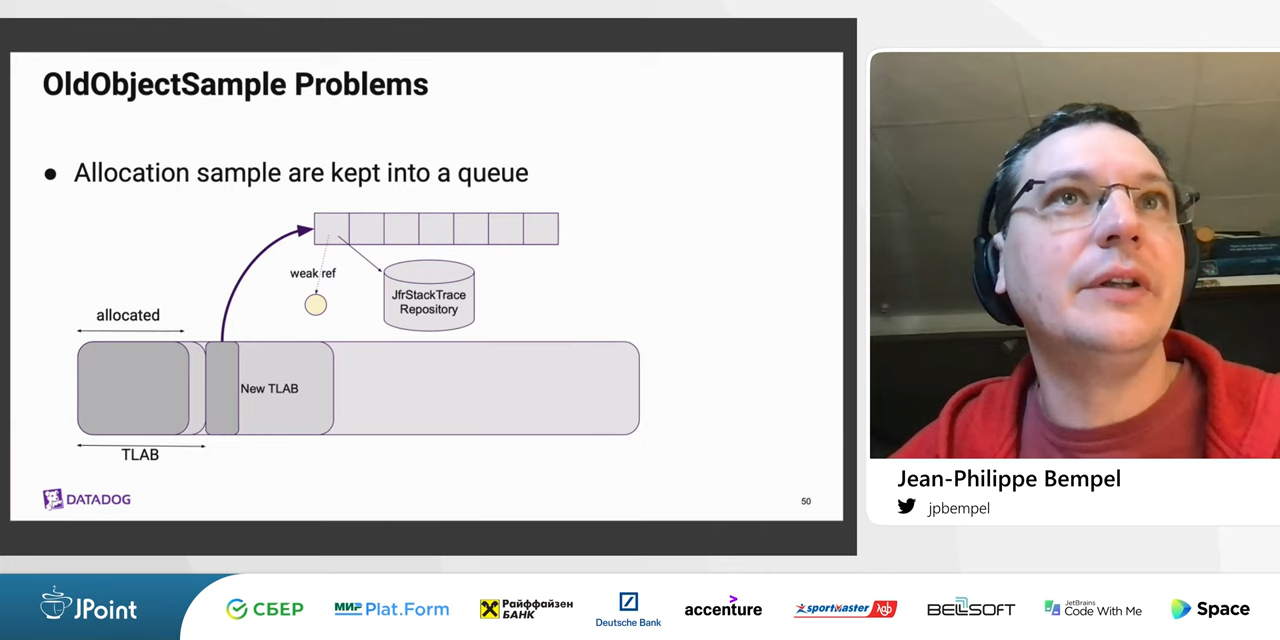 OldObjectSample Problems
● Allocation sample are kept into a queue
weak ref
JfrStackTrace
Repository
allocated
New TLAB
TLAB
DATADOG
50
Jean-Philippe Bempel
jpbempel
JPoint
СБЕР
МИР Plat.Form
Райффайзен
БАНК
Deutsche Bank
accenture
sportmaster lab
BELLSOFT
JetBrains
Code With Me
Space